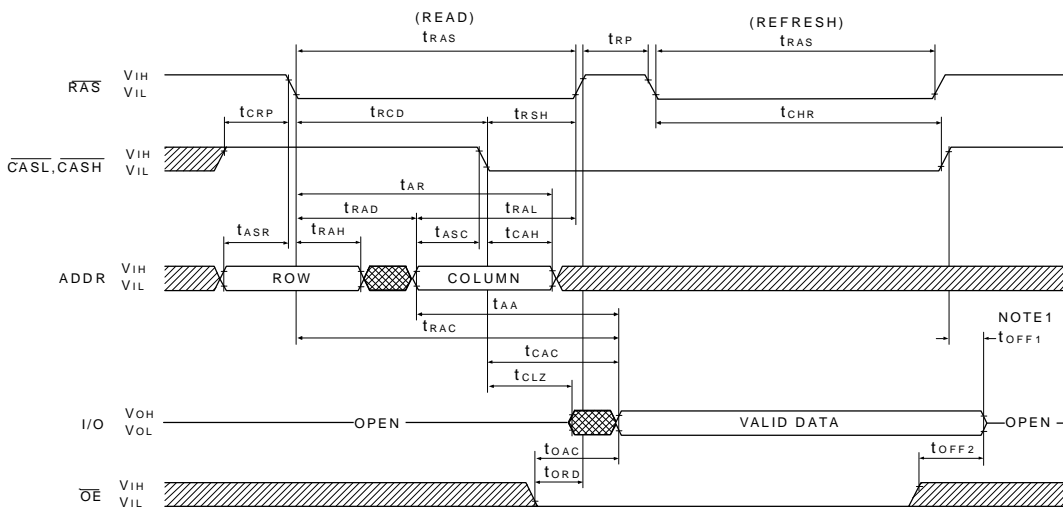 (READ) (REFRESH)
tRAS tRP tRAS
RAS VIH
VIL
tCRP tRCD tRSH tCHR
CASL,CASH VIH
VIL
tAR
tRAD tRAL
tASR tRAH tASC tCAH
ADDR VIH
VIL
ROW COLUMN
tAA
tRAC
NOTE1
tOFF1
tCAC
tCLZ
I/O VOH
VOL
OPEN VALID DATA OPEN
tOAC tOFF2
tORD
OE VIH
VIL